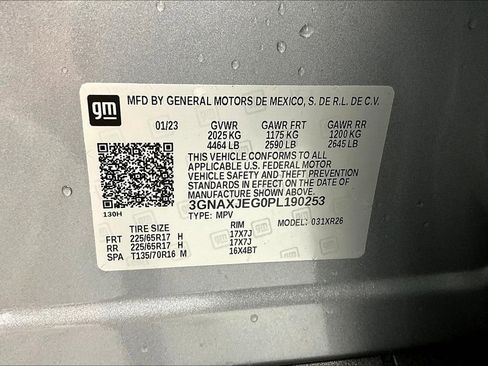 gm
MFD BY GENERAL MOTORS DE MEXICO, S. DE R.L. DE C.V.
01/23 GVWR GAWR FRT GAWR RR
2025 KG 1175 KG 1200 KG
4464 LB 2590 LB 2645 LB
THIS VEHICLE CONFORMS TO ALL
APPLICABLE U.S. FEDERAL MOTOR
VEHICLE SAFETY AND THEFT
PREVENTION STANDARDS IN EFFECT ON
THE DATE OF MANUFACTURE SHOWN ABOVE.
3GNAXJEG0PL190253
130H TYPE: MPV MODEL: 031XR26
TIRE SIZE RIM
FRT 225/65R17 H 17X7J
RR 225/65R17 H 17X7J
SPA T135/70R16 M 16X4BT